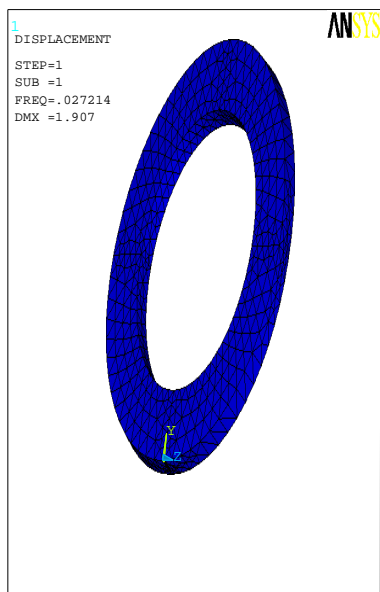 1
ANSYS
DISPLACEMENT
STEP=1
SUB =1
FREQ=.027214
DMX =1.907
Y
Z